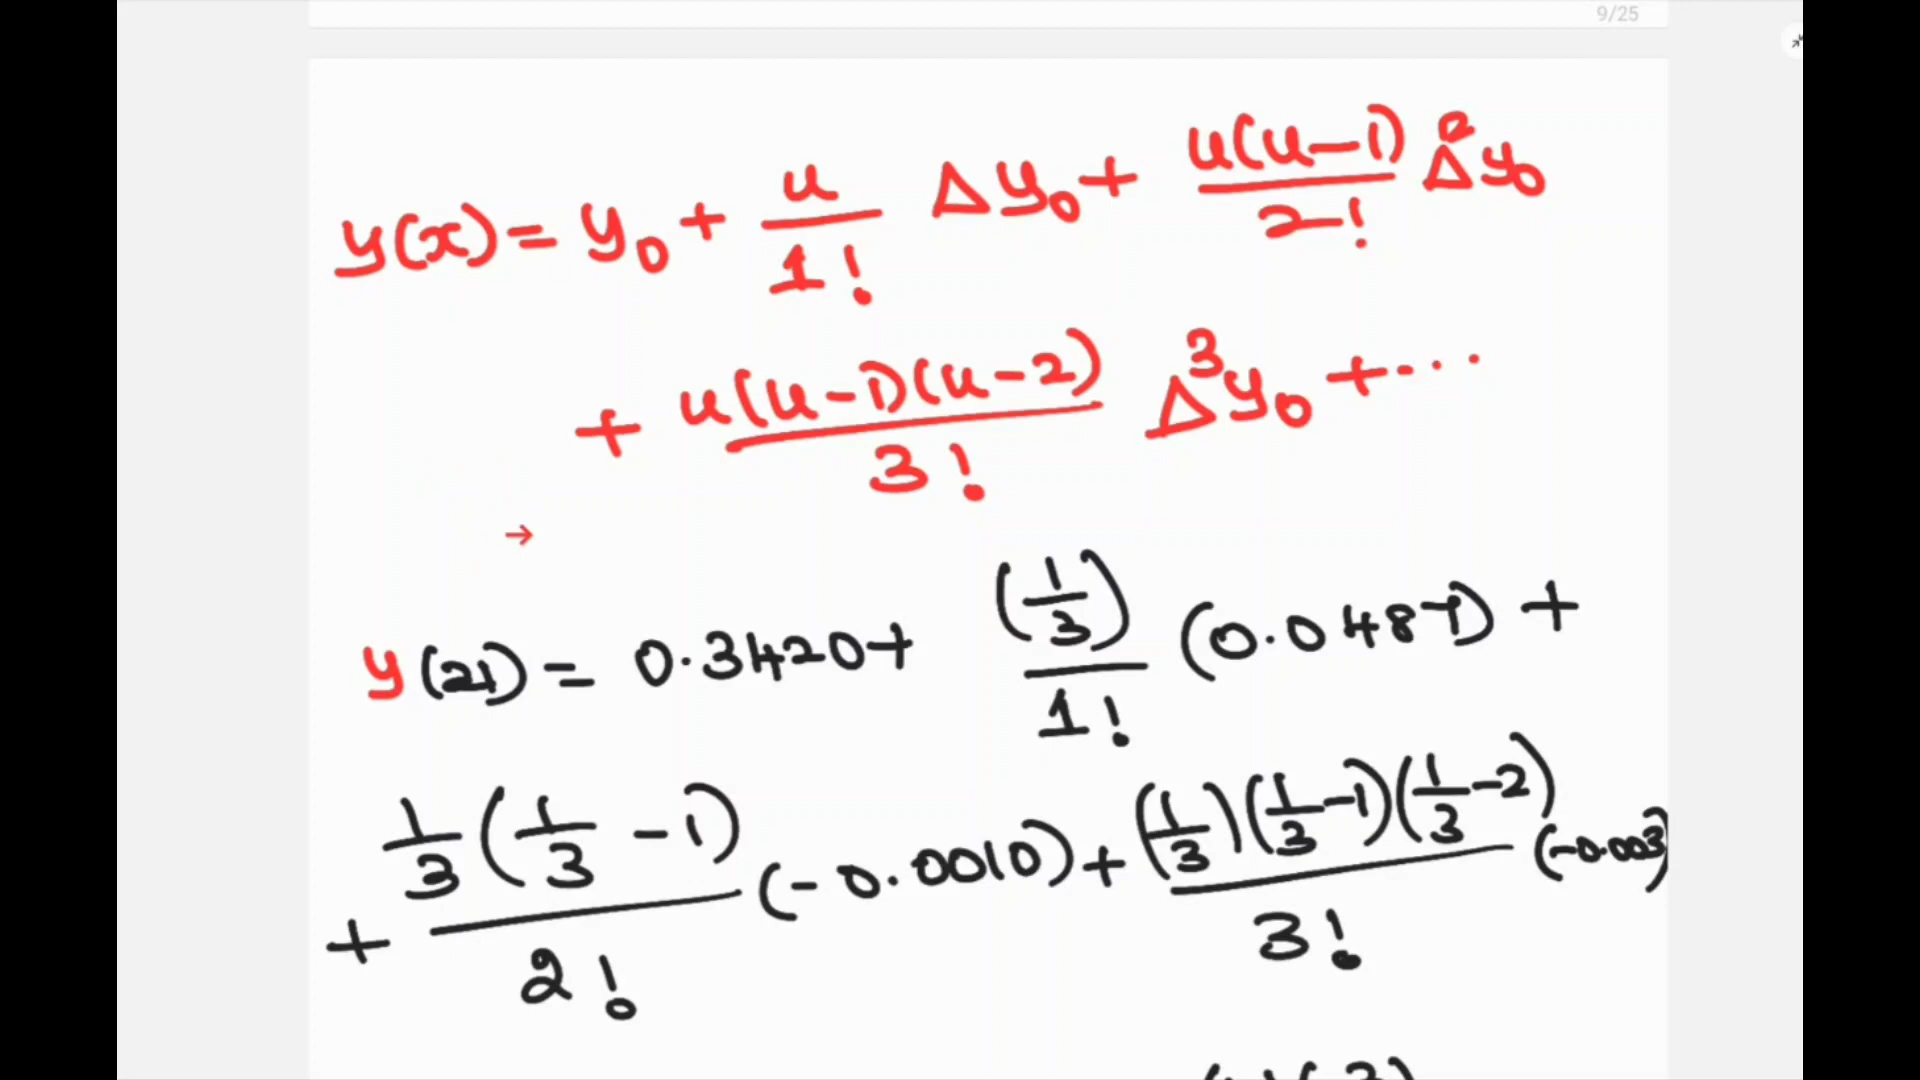 9/25
y(x) = y₀ + u/1! Δy₀ + u(u-1)/2! Δ²y₀
+ u(u-1)(u-2)/3! Δ³y₀ + ...
→
y(21) = 0.3420 + (1/3)/1! (0.0481) +
+ 1/3(1/3 - 1)/2! (-0.0010) + (1/3)(1/3-1)(1/3-2)/3! (-0.003)